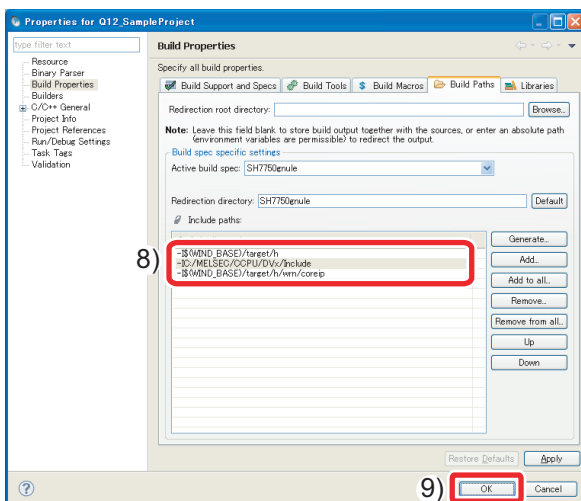 Properties for Q12_SampleProject
type filter text
Resource
Binary Parser
Build Properties
Builders
C/C++ General
Project Info
Project References
Run/Debug Settings
Task Tags
Validation
Build Properties
Specify all build properties.
Build Support and Specs
Build Tools
Build Macros
Build Paths
Libraries
Redirection root directory:
Browse...
Note: Leave this field blank to store build output together with the sources, or enter an absolute path
(environment variables are permissible) to redirect the output.
Build spec specific settings
Active build spec: SH7750gnule
Redirection directory: SH7750gnule
Default
Include paths:
8)
-I$(WIND_BASE)/target/h
-IC:/MELSEC/CCPU/DVx/Include
-I$(WIND_BASE)/target/h/wrn/coreip
Generate...
Add...
Add to all...
Remove...
Remove from all...
Up
Down
Restore Defaults
Apply
9)
OK
Cancel